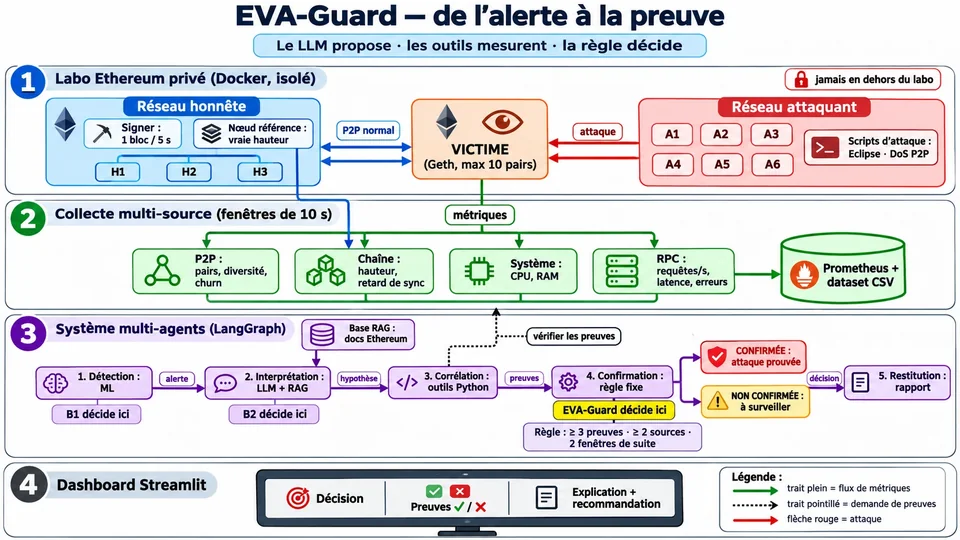 EVA-Guard — de l'alerte à la preuve
Le LLM propose · les outils mesurent · la règle décide
1 Labo Ethereum privé (Docker, isolé)
jamais en dehors du labo
Réseau honnête
Signer :
1 bloc / 5 s
Nœud référence :
vraie hauteur
H1
H2
H3
P2P normal
VICTIME
(Geth, max 10 pairs)
attaque
Réseau attaquant
A1
A2
A3
A4
A5
A6
Scripts d'attaque :
Eclipse · DoS P2P
2 Collecte multi-source (fenêtres de 10 s)
métriques
P2P :
pairs, diversité,
churn
Chaîne :
hauteur,
retard de sync
Système :
CPU, RAM
RPC :
requêtes/s,
latence, erreurs
Prometheus +
dataset CSV
3 Système multi-agents (LangGraph)
Base RAG :
docs Ethereum
vérifier les preuves
1. Détection :
ML
B1 décide ici
alerte
2. Interprétation :
LLM + RAG
B2 décide ici
hypothèse
3. Corrélation :
outils Python
preuves
4. Confirmation :
règle fixe
EVA-Guard décide ici
Règle : ≥ 3 preuves · ≥ 2 sources ·
2 fenêtres de suite
CONFIRMÉE :
attaque prouvée
NON CONFIRMÉE :
à surveiller
décision
5. Restitution :
rapport
4 Dashboard Streamlit
Décision
Preuves ✓ / ✗
Explication +
recommandation
Légende :
trait plein = flux de métriques
trait pointillé = demande de preuves
flèche rouge = attaque